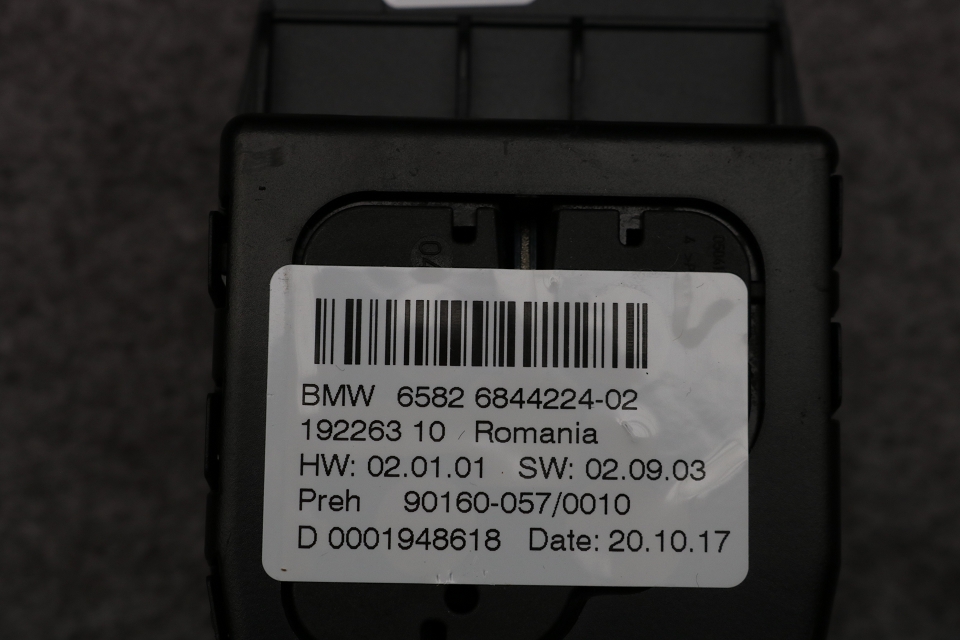 BMW 6582 6844224-02
192263 10 Romania
HW: 02.01.01 SW: 02.09.03
Preh 90160-057/0010
D 0001948618 Date: 20.10.17